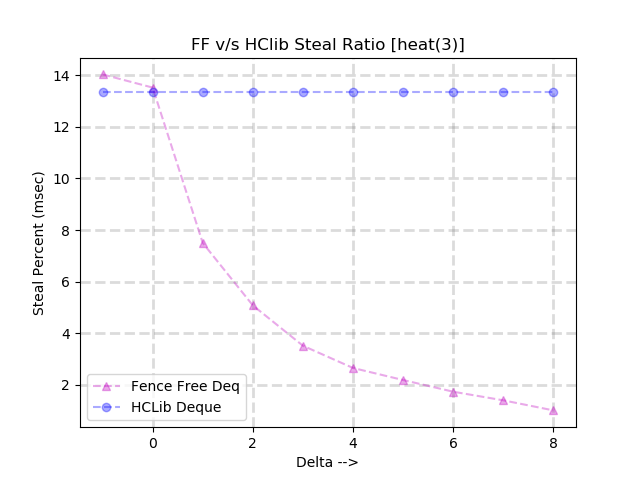 FF v/s HClib Steal Ratio [heat(3)]
14
12
10
8
6
4
2
Steal Percent (msec)
Fence Free Deq
HCLib Deque
0 2 4 6 8
Delta -->